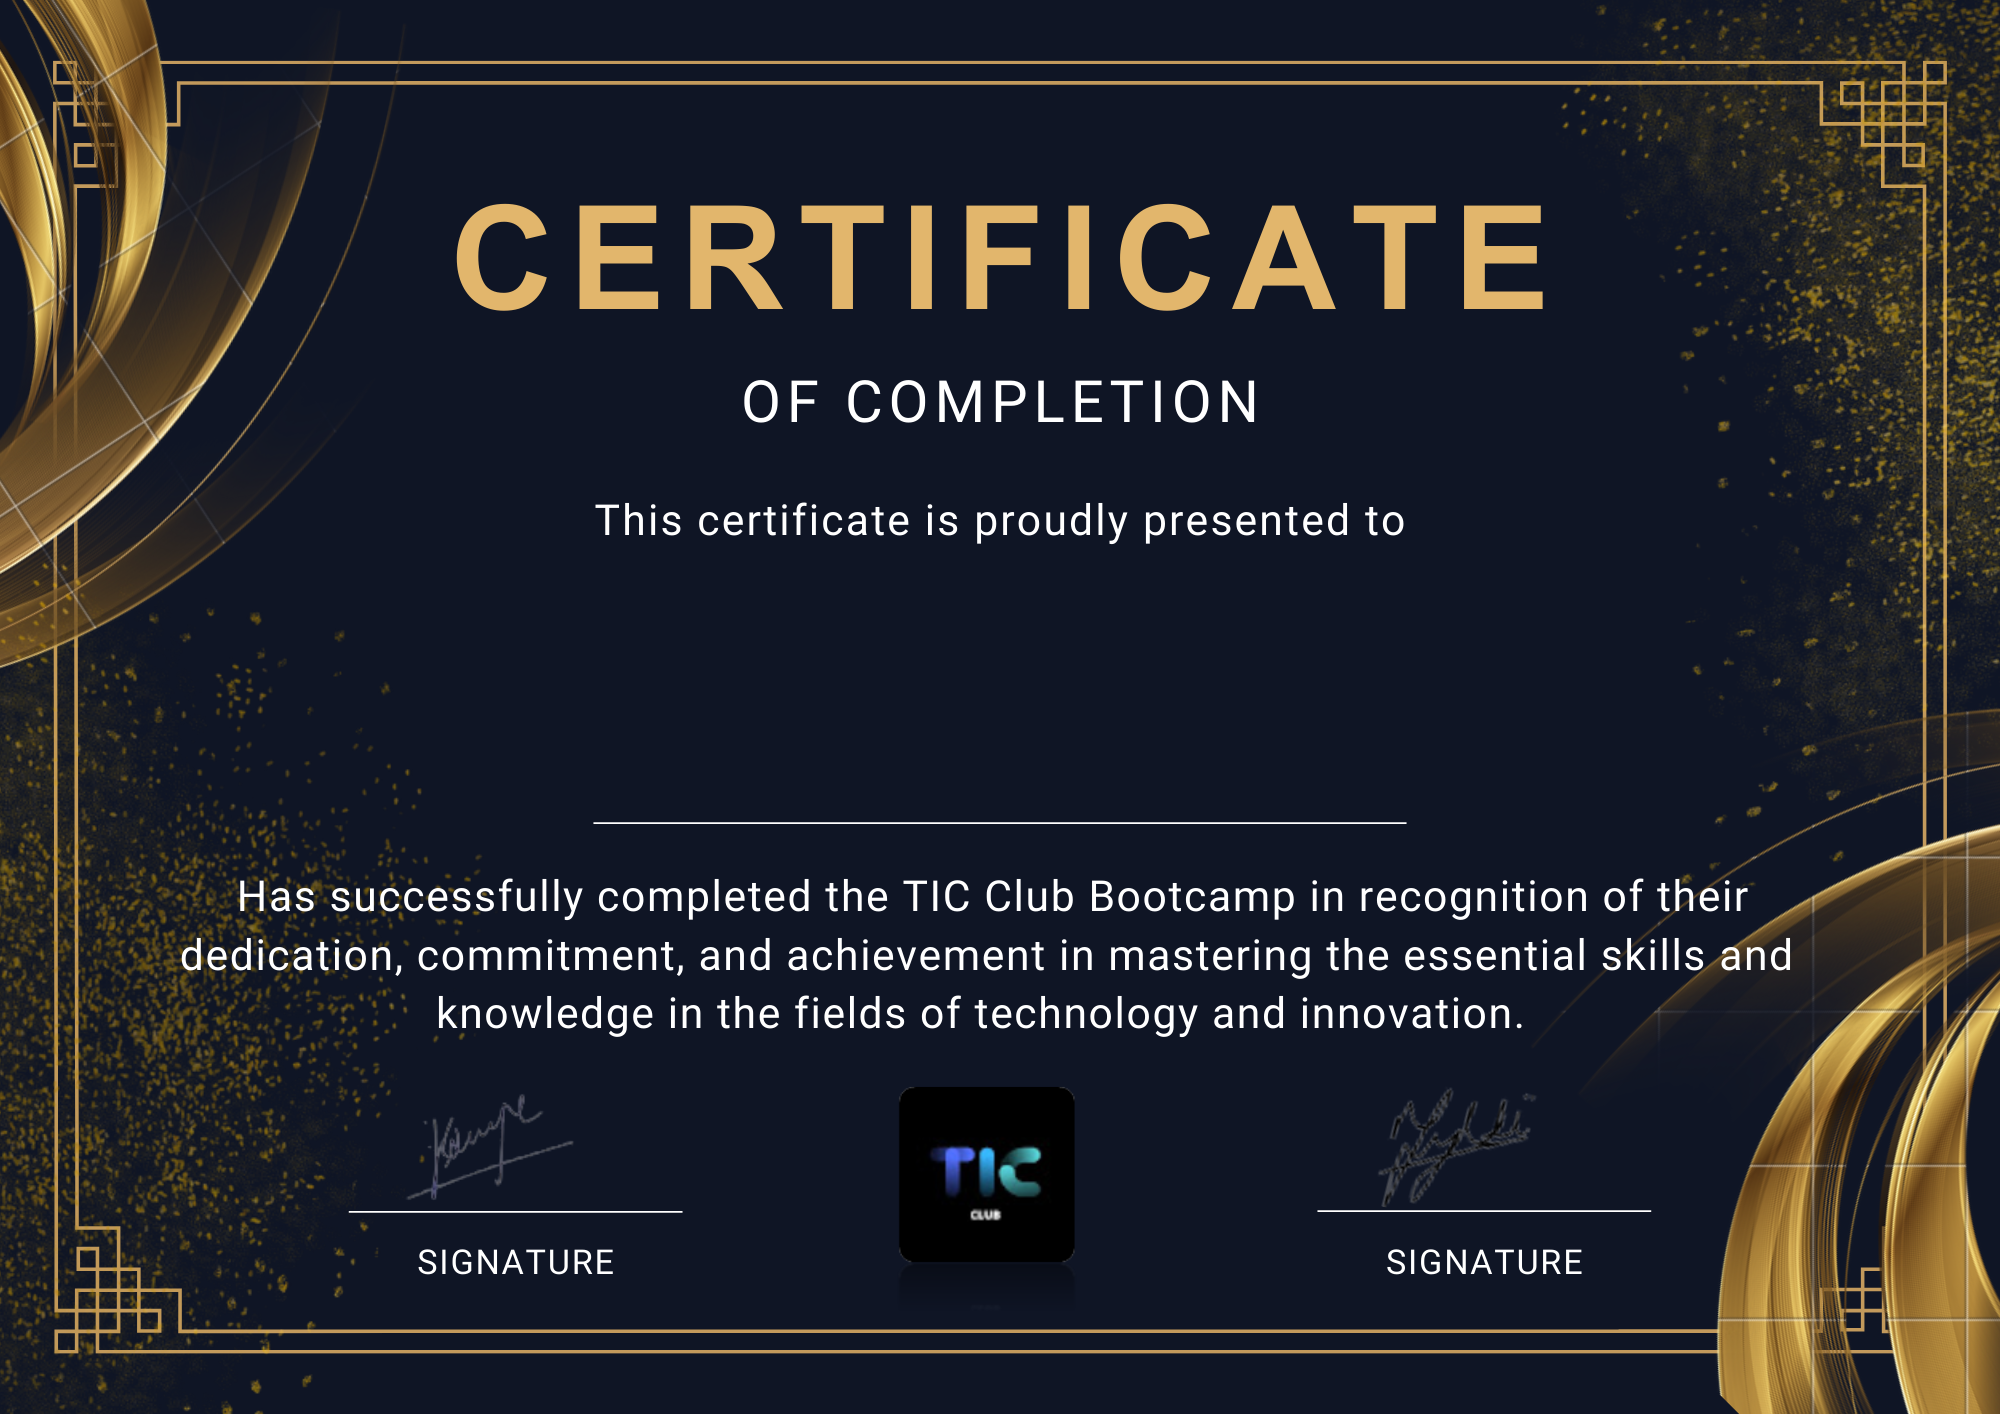 CERTIFICATE
OF COMPLETION
This certificate is proudly presented to
Has successfully completed the TIC Club Bootcamp in recognition of their
dedication, commitment, and achievement in mastering the essential skills and
knowledge in the fields of technology and innovation.
TIC
CLUB
SIGNATURE
SIGNATURE